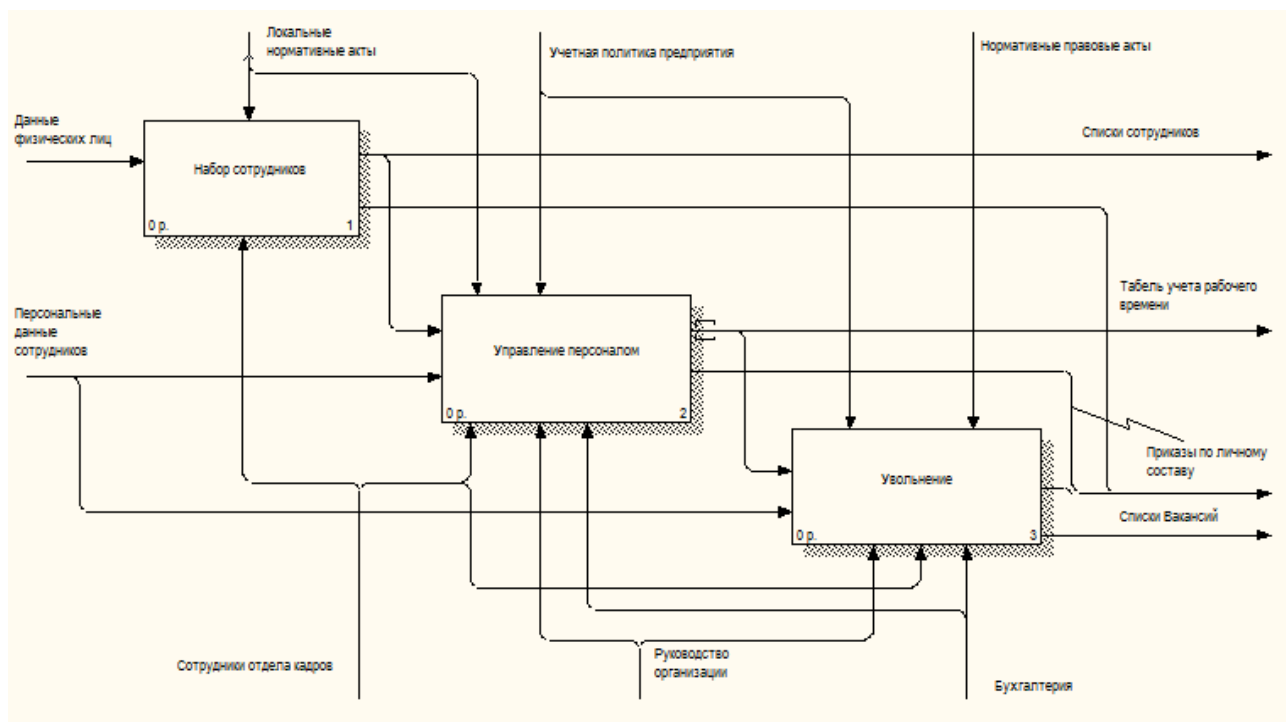 Локальные
нормативные акты
Учетная политика предприятия
Нормативные правовые акты
Данные
физических лиц
Списки сотрудников
Набор сотрудников
0 р.
1
Персональные
данные
сотрудников
Табель учета рабочего
времени
Управление персоналом
0 р.
2
Приказы по личному
составу
Увольнение
0 р.
3
Списки Вакансий
Сотрудники отдела кадров
Руководство
организации
Бухгалтерия